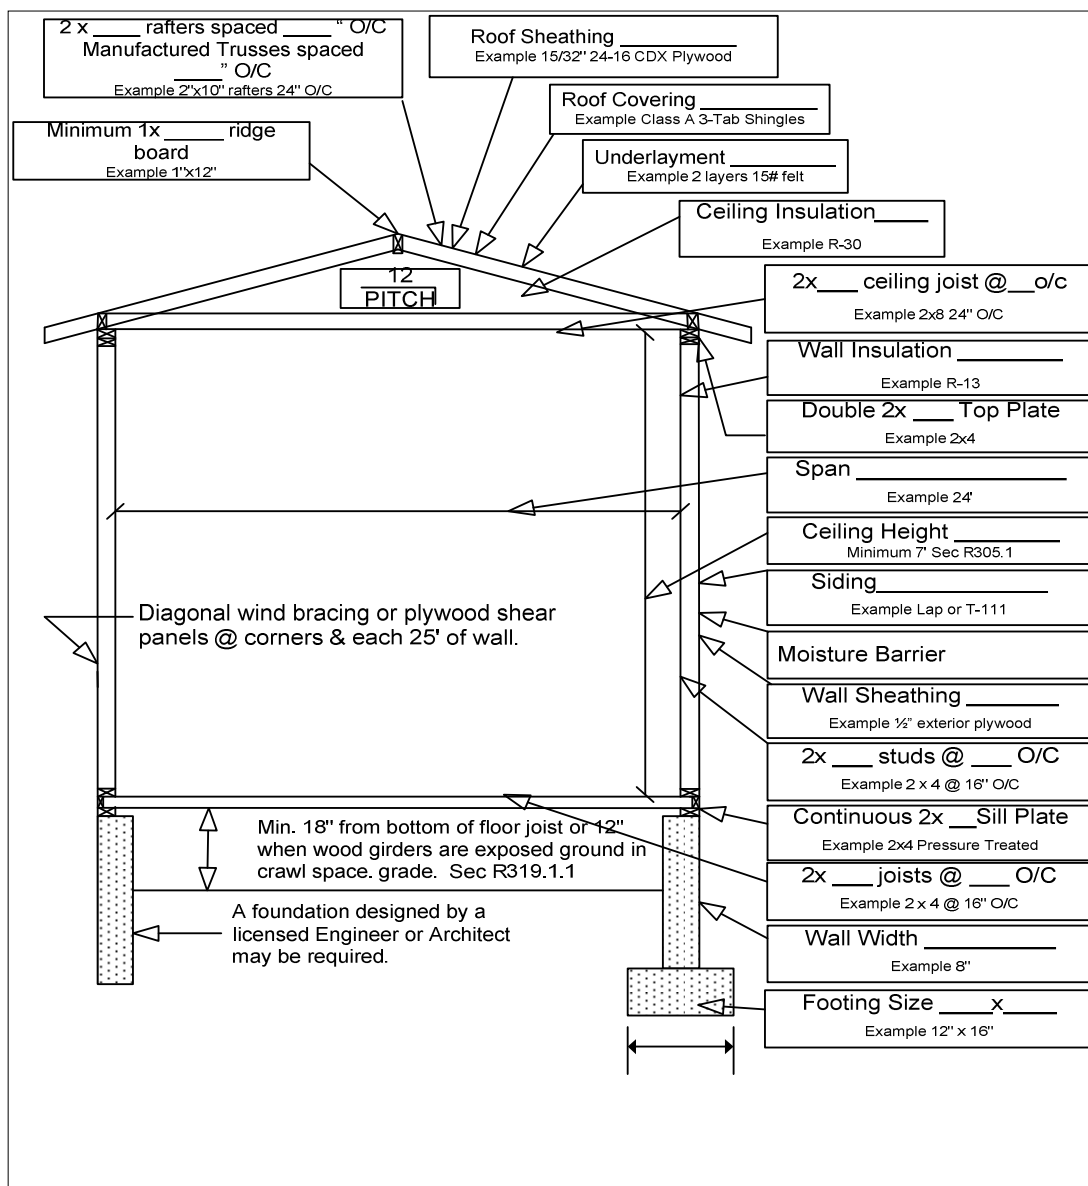 2 x ____ rafters spaced ____ “ O/C
Manufactured Trusses spaced
____” O/C
Example 2"x10" rafters 24" O/C
Roof Sheathing __________
Example 15/32" 24-16 CDX Plywood
Roof Covering __________
Example Class A 3-Tab Shingles
Minimum 1x _____ ridge
board
Example 1"x12"
Underlayment _________
Example 2 layers 15# felt
Ceiling Insulation____
Example R-30
12
PITCH
2x___ ceiling joist @__o/c
Example 2x8 24" O/C
Wall Insulation _________
Example R-13
Double 2x ___ Top Plate
Example 2x4
Span __________________
Example 24'
Ceiling Height _________
Minimum 7' Sec R305.1
Siding______________
Example Lap or T-111
Diagonal wind bracing or plywood shear
panels @ corners & each 25' of wall.
Moisture Barrier
Wall Sheathing ________
Example ½” exterior plywood
2x ___ studs @ ___ O/C
Example 2 x 4 @ 16" O/C
Continuous 2x __Sill Plate
Example 2x4 Pressure Treated
Min. 18" from bottom of floor joist or 12"
when wood girders are exposed ground in
crawl space. grade.  Sec R319.1.1
2x ___ joists @ ___ O/C
Example 2 x 4 @ 16" O/C
A foundation designed by a
licensed Engineer or Architect
may be required.
Wall Width ___________
Example 8"
Footing Size ____x____
Example 12" x 16"